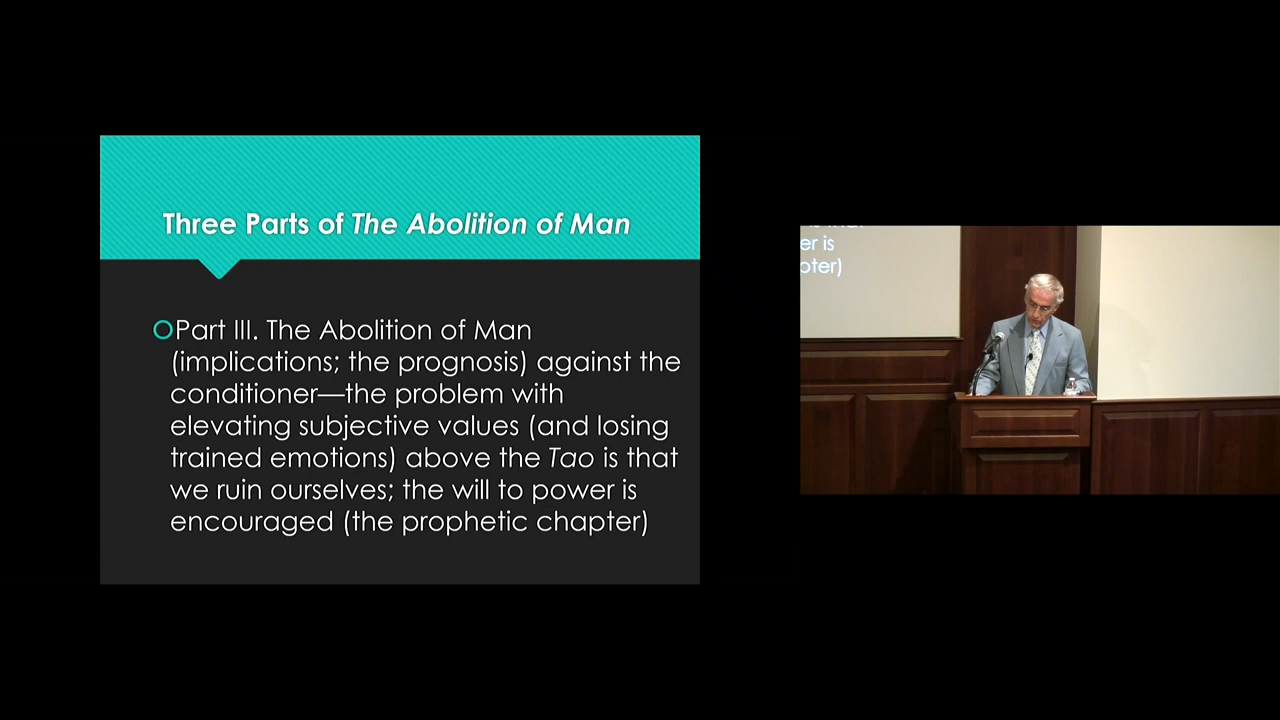 Three Parts of The Abolition of Man
Part III. The Abolition of Man
(implications; the prognosis) against the
conditioner—the problem with
elevating subjective values (and losing
trained emotions) above the Tao is that
we ruin ourselves; the will to power is
encouraged (the prophetic chapter)
er is
pter)